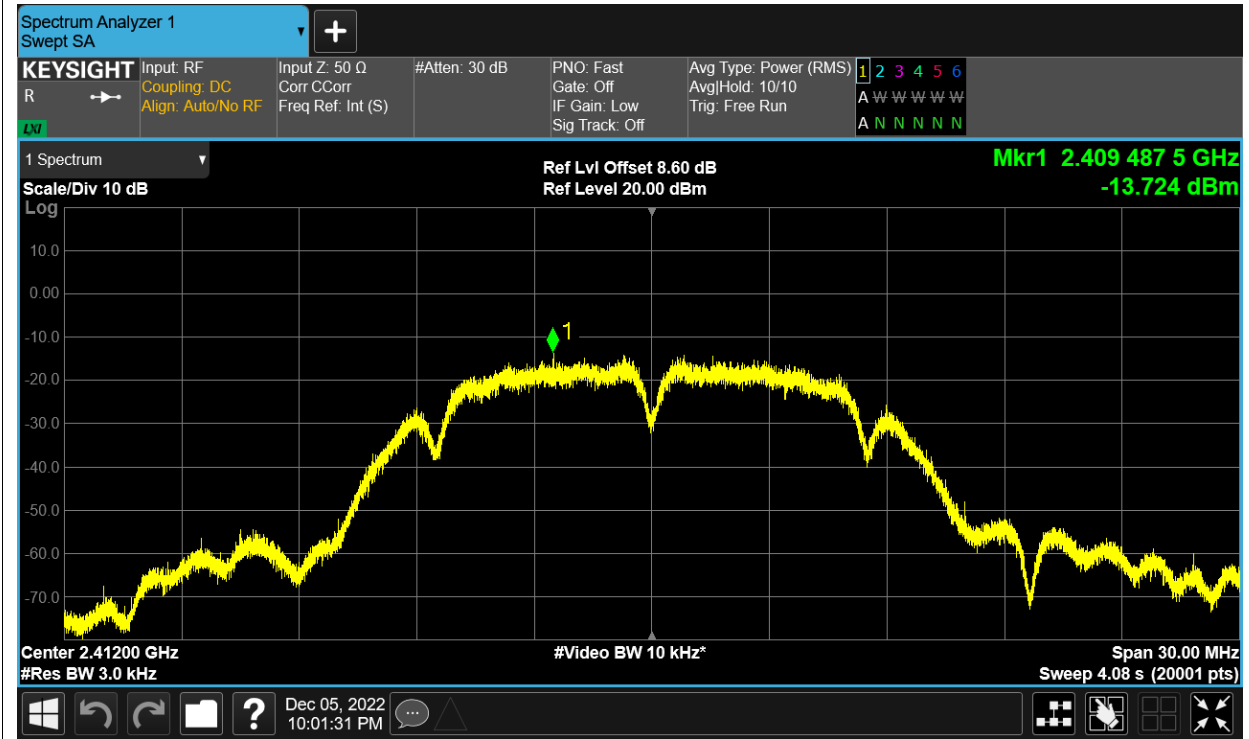 Spectrum Analyzer 1
Swept SA
+
KEYSIGHT
R
LXI
Input: RF
Coupling: DC
Align: Auto/No RF
Input Z: 50 Ω
Corr CCorr
Freq Ref: Int (S)
#Atten: 30 dB
PNO: Fast
Gate: Off
IF Gain: Low
Sig Track: Off
Avg Type: Power (RMS)
Avg|Hold: 10/10
Trig: Free Run
1 2 3 4 5 6
A W W W W W
A N N N N N
1 Spectrum
Scale/Div 10 dB
Log
Ref Lvl Offset 8.60 dB
Ref Level 20.00 dBm
Mkr1 2.409 487 5 GHz
-13.724 dBm
10.0
0.00
-10.0
-20.0
-30.0
-40.0
-50.0
-60.0
-70.0
1
Center 2.41200 GHz
#Res BW 3.0 kHz
#Video BW 10 kHz*
Span 30.00 MHz
Sweep 4.08 s (20001 pts)
?
Dec 05, 2022
10:01:31 PM